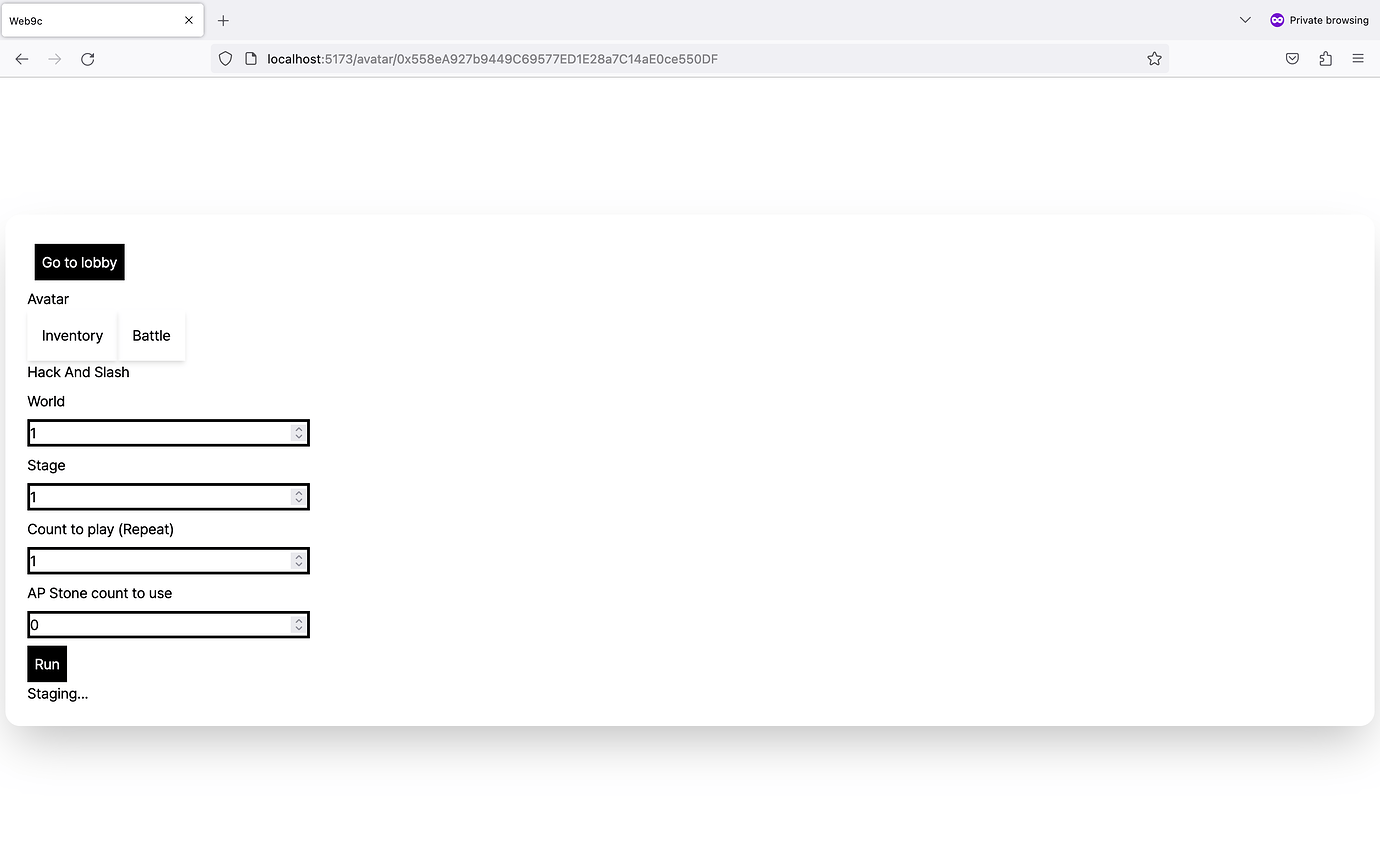 Web9c
Private browsing
localhost:5173/avatar/0x558eA927b9449C69577ED1E28a7C14aE0ce550DF
Go to lobby
Avatar
Inventory Battle
Hack And Slash
World
1
Stage
1
Count to play (Repeat)
1
AP Stone count to use
0
Run
Staging...